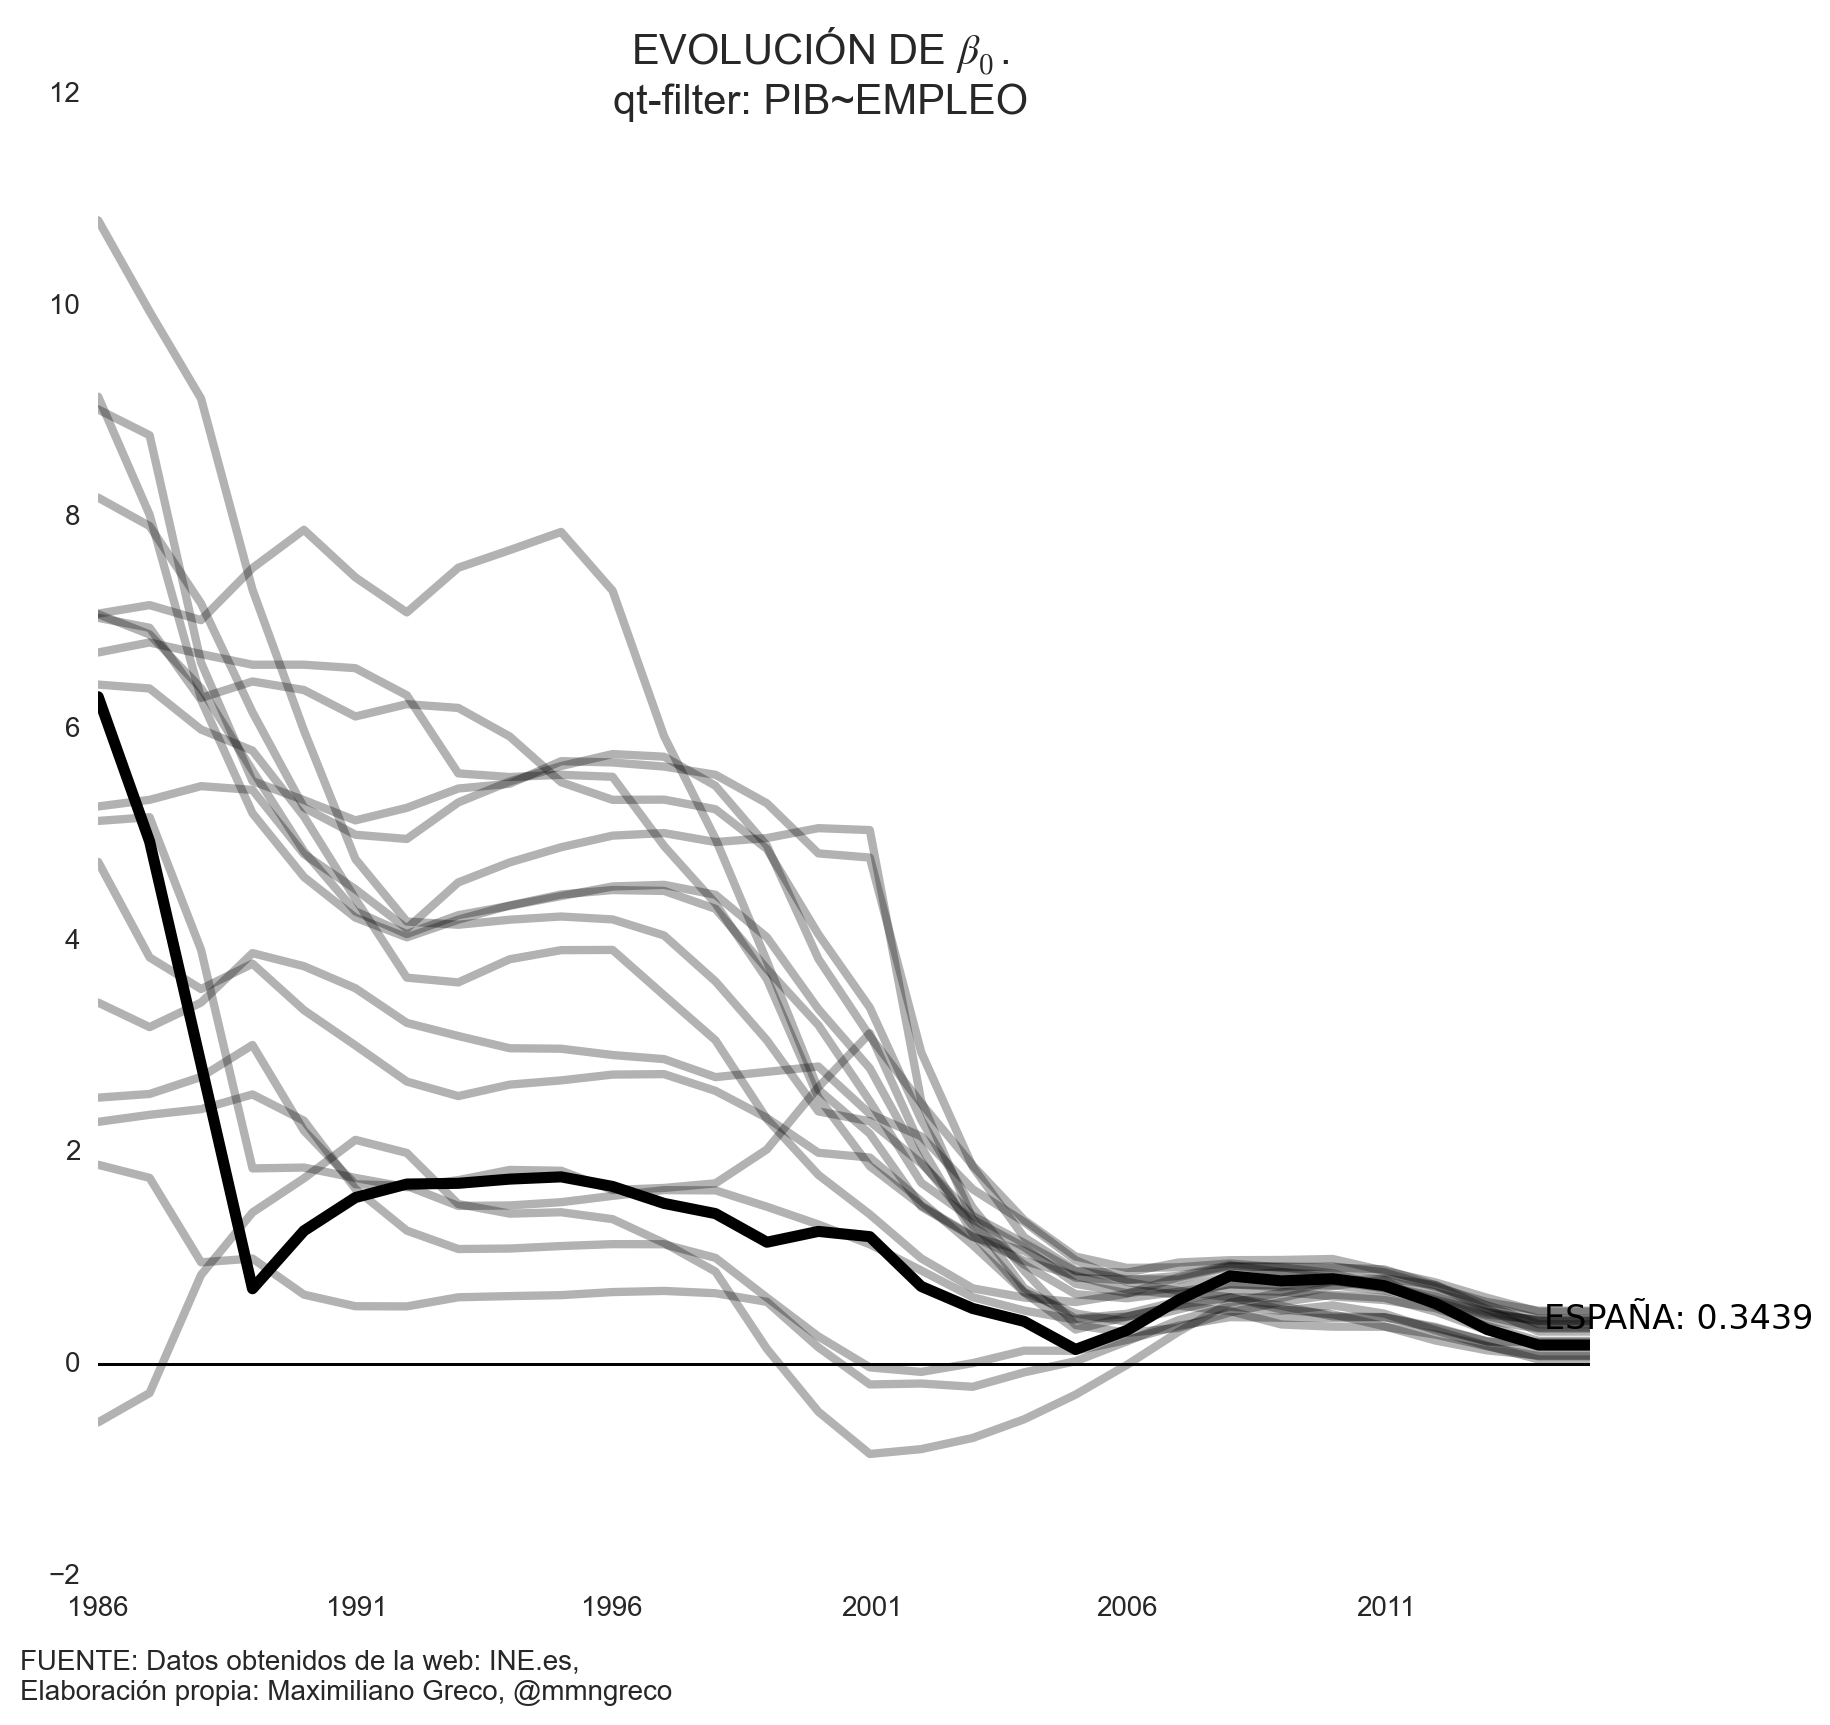 EVOLUCIÓN DE β₀.
qt-filter: PIB~EMPLEO
12
10
8
6
4
2
0
−2
ESPAÑA: 0.3439
1986 1991 1996 2001 2006 2011
FUENTE: Datos obtenidos de la web: INE.es,
Elaboración propia: Maximiliano Greco, @mmngreco